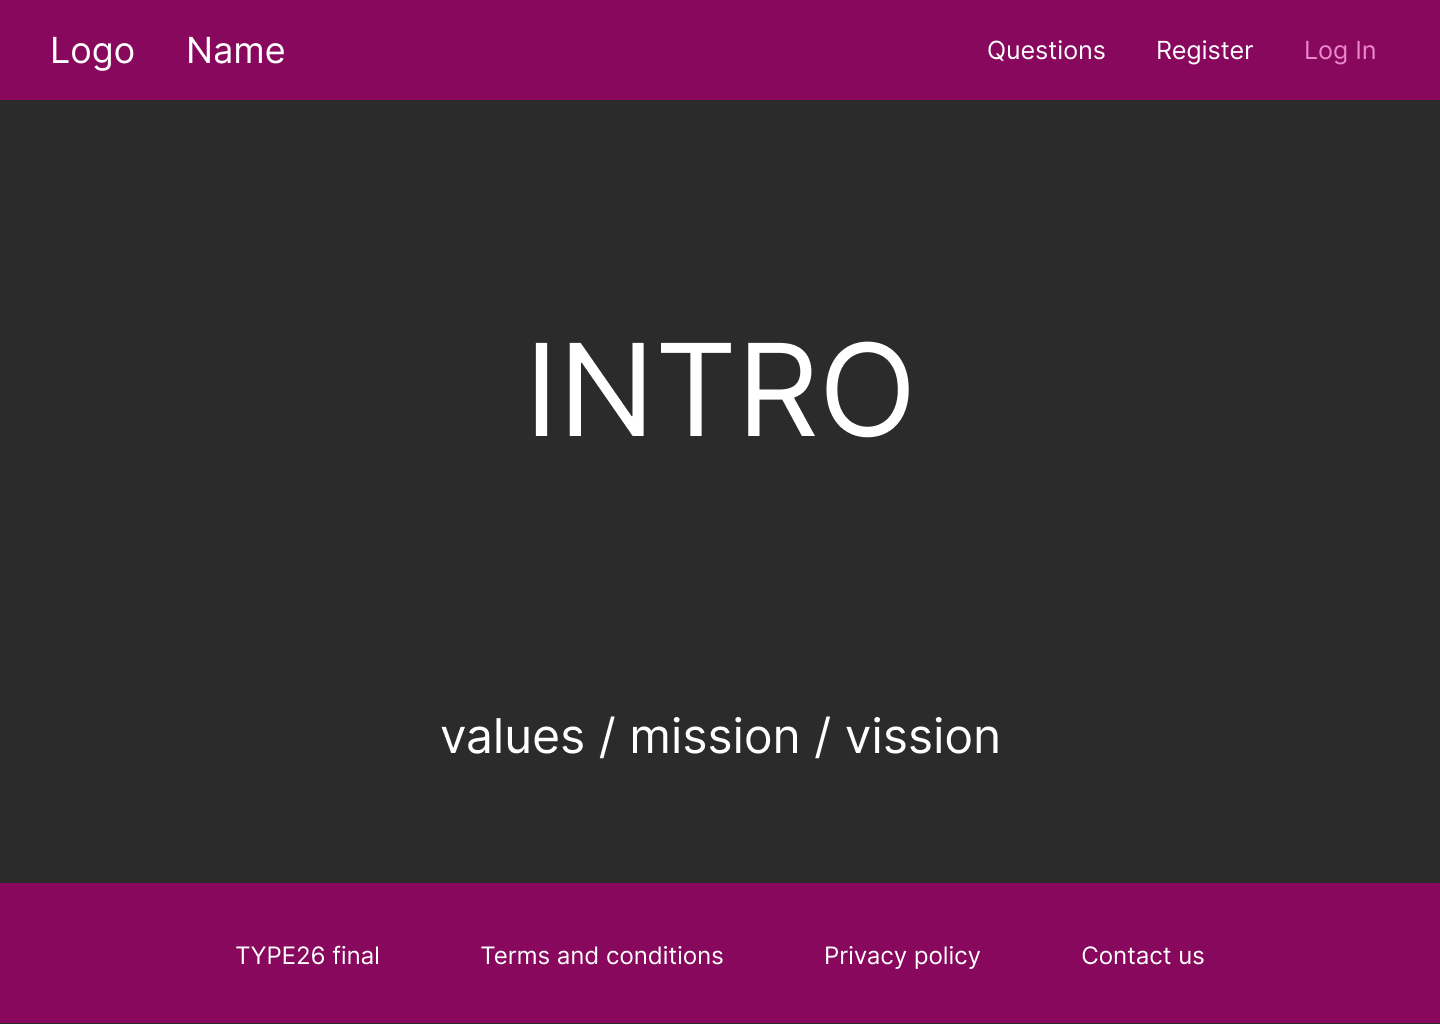 Logo Name Questions Register Log In
INTRO
values / mission / vission
TYPE26 final Terms and conditions Privacy policy Contact us